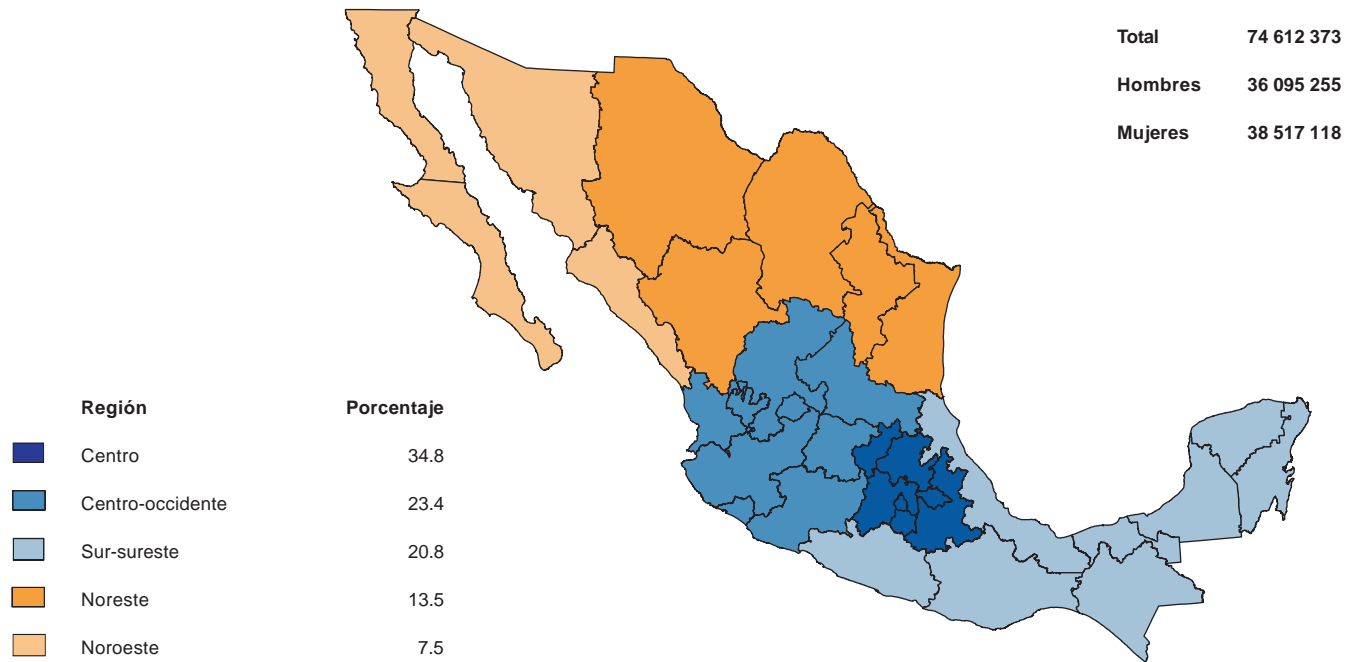 Total 74 612 373
Hombres 36 095 255
Mujeres 38 517 118
Región Porcentaje
Centro 34.8
Centro-occidente 23.4
Sur-sureste 20.8
Noreste 13.5
Noroeste 7.5